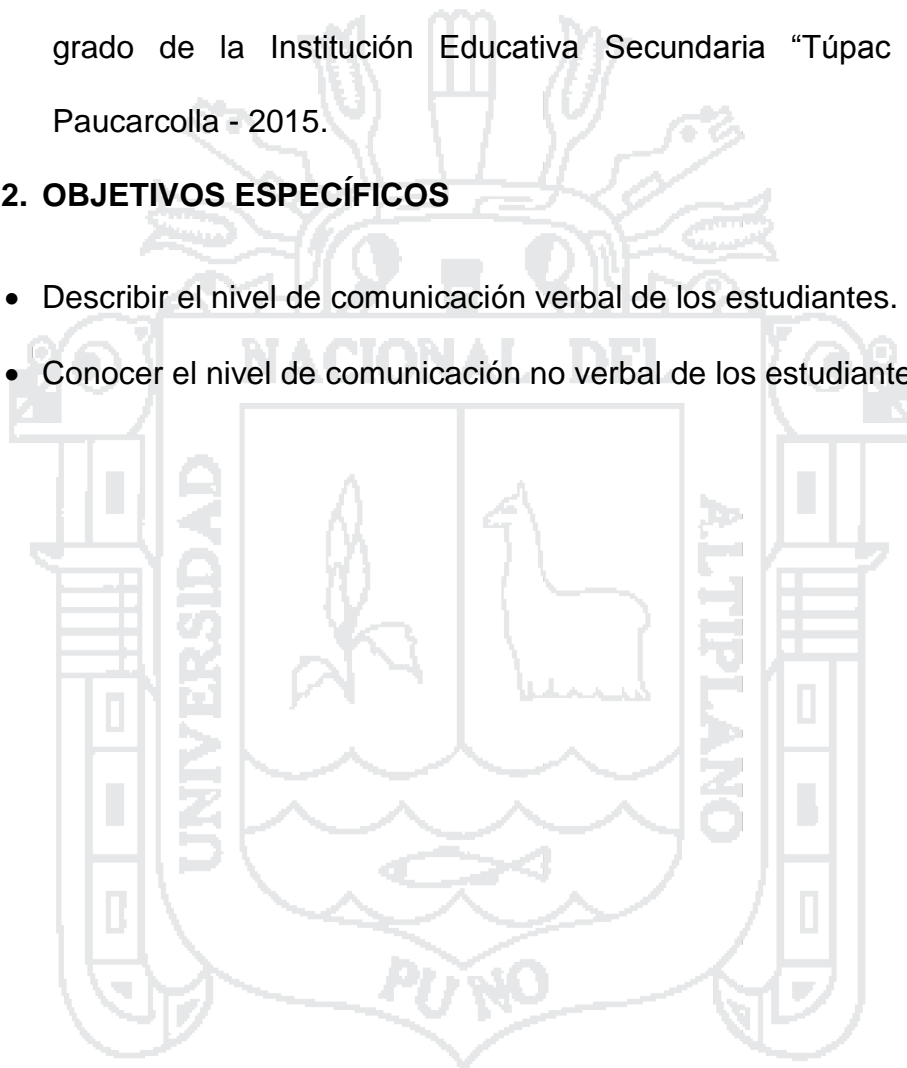 grado de la Institución Educativa Secundaria “Túpac
Paucarcolla - 2015.
2. OBJETIVOS ESPECÍFICOS
• Describir el nivel de comunicación verbal de los estudiantes.
• Conocer el nivel de comunicación no verbal de los estudiante
NACIONAL DEL
UNIVERSIDAD
ALTIPLANO
PUNO